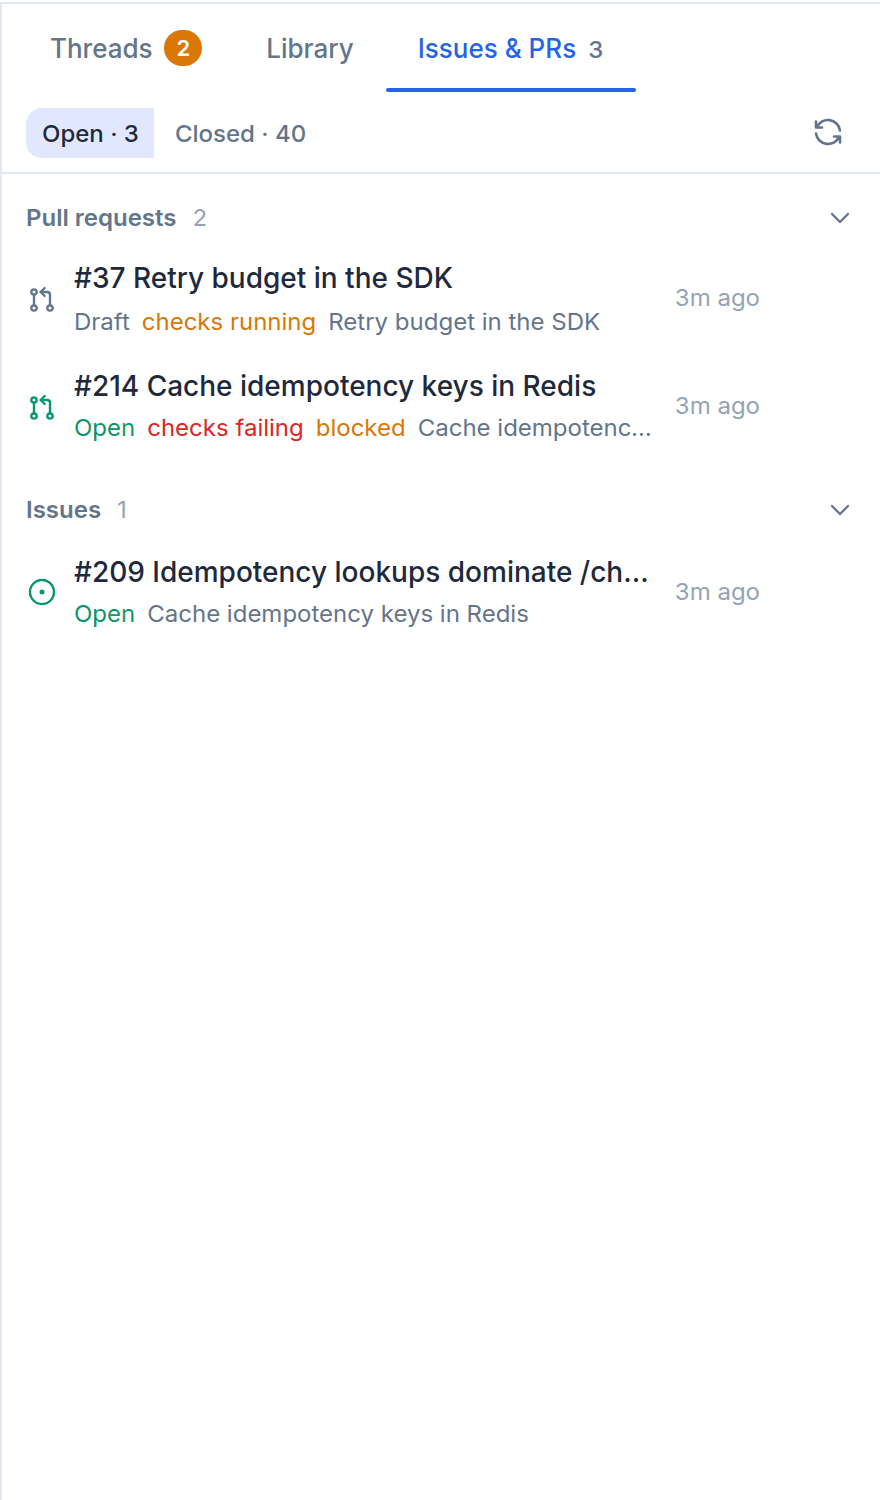 Threads 2 Library Issues & PRs 3
Open · 3 Closed · 40
Pull requests 2
#37 Retry budget in the SDK
3m ago
Draft checks running Retry budget in the SDK
#214 Cache idempotency keys in Redis
3m ago
Open checks failing blocked Cache idempotenc...
Issues 1
#209 Idempotency lookups dominate /ch...
3m ago
Open Cache idempotency keys in Redis